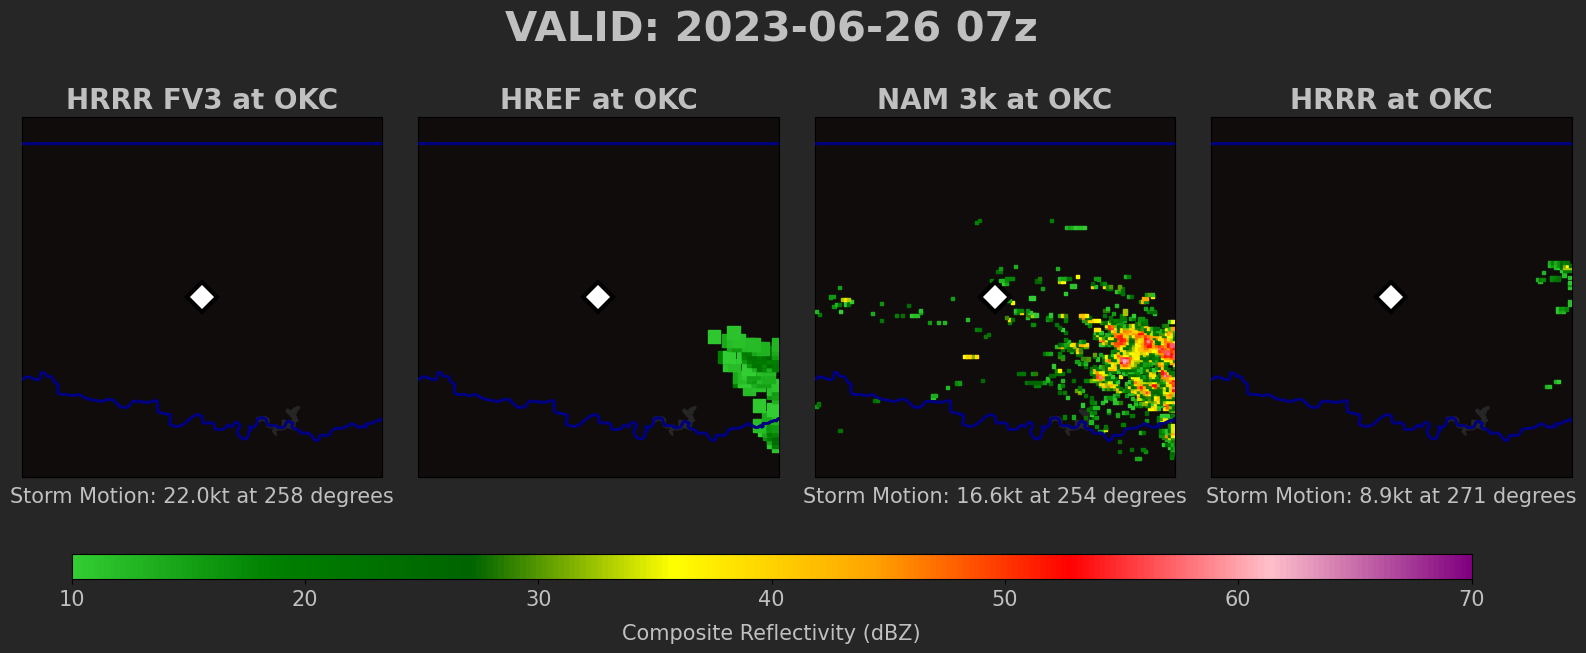 VALID: 2023-06-26 07z
HRRR FV3 at OKC
HREF at OKC
NAM 3k at OKC
HRRR at OKC
Storm Motion: 22.0kt at 258 degrees
Storm Motion: 16.6kt at 254 degrees
Storm Motion: 8.9kt at 271 degrees
10 20 30 40 50 60 70
Composite Reflectivity (dBZ)